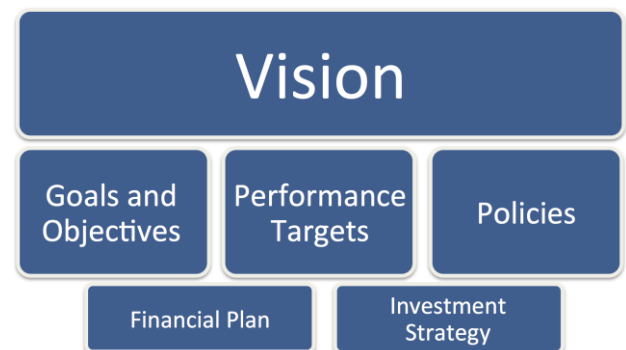 Vision
Goals and
Objectives
Performance
Targets
Policies
Financial Plan
Investment
Strategy